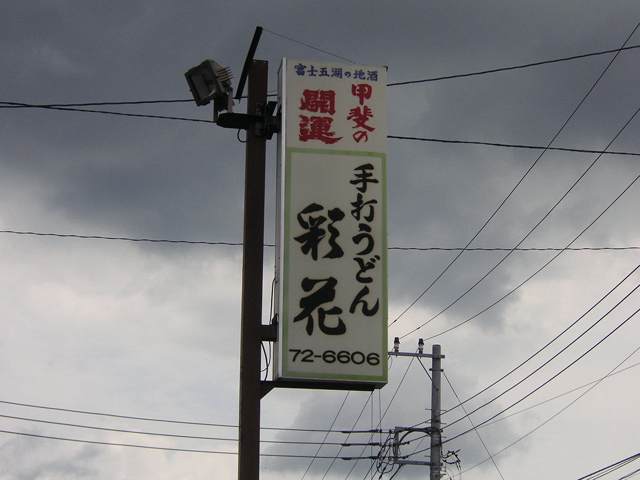 富士五湖の地酒
甲斐の
開運
手打うどん
彩花
72-6606